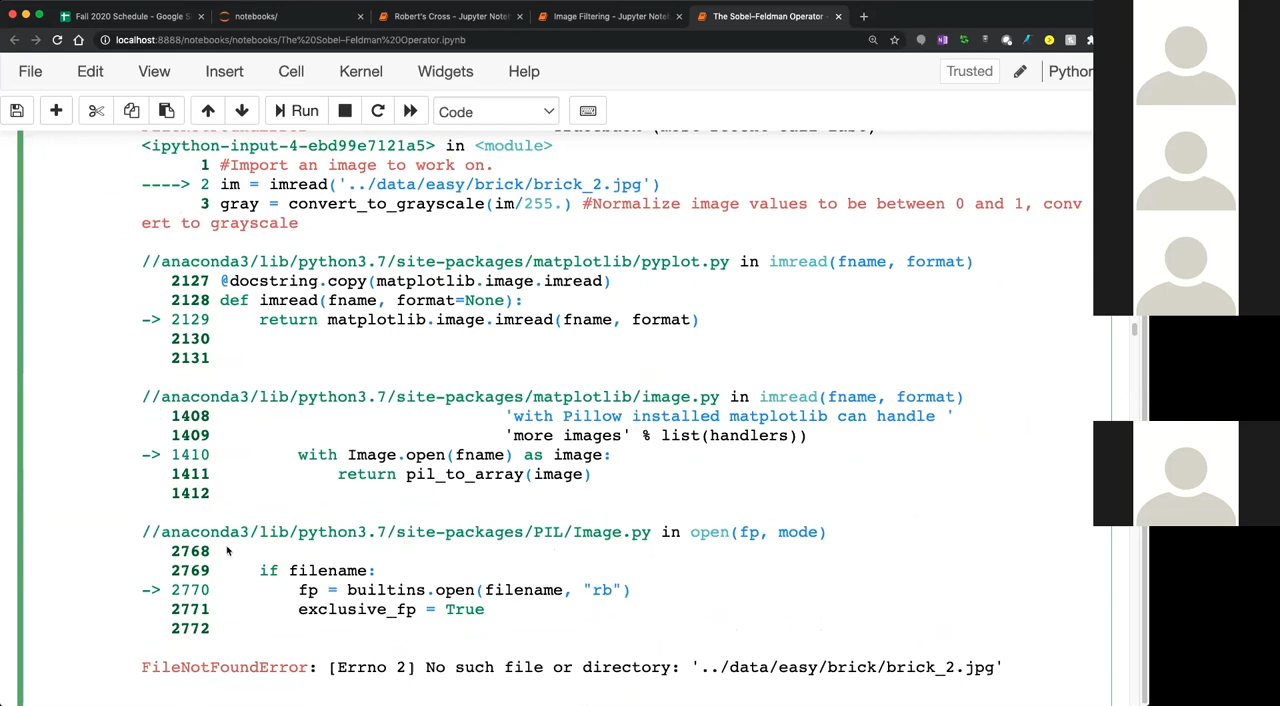 Fall 2020 Schedule - Google S
notebooks/
Robert's Cross - Jupyter Note
Image Filtering - Jupyter Note
The Sobel–Feldman Operator -
localhost:8888/notebooks/notebooks/The%20Sobel–Feldman%20Operator.ipynb
File Edit View Insert Cell Kernel Widgets Help Trusted Python
Run Code
<ipython-input-4-ebd99e7121a5> in <module>
1 #Import an image to work on.
----> 2 im = imread('../data/easy/brick/brick_2.jpg')
3 gray = convert_to_grayscale(im/255.) #Normalize image values to be between 0 and 1, conv
ert to grayscale
//anaconda3/lib/python3.7/site-packages/matplotlib/pyplot.py in imread(fname, format)
2127 @docstring.copy(matplotlib.image.imread)
2128 def imread(fname, format=None):
-> 2129 return matplotlib.image.imread(fname, format)
2130
2131
//anaconda3/lib/python3.7/site-packages/matplotlib/image.py in imread(fname, format)
1408 'with Pillow installed matplotlib can handle '
1409 'more images' % list(handlers))
-> 1410 with Image.open(fname) as image:
1411 return pil_to_array(image)
1412
//anaconda3/lib/python3.7/site-packages/PIL/Image.py in open(fp, mode)
2768
2769 if filename:
-> 2770 fp = builtins.open(filename, "rb")
2771 exclusive_fp = True
2772
FileNotFoundError: [Errno 2] No such file or directory: '../data/easy/brick/brick_2.jpg'